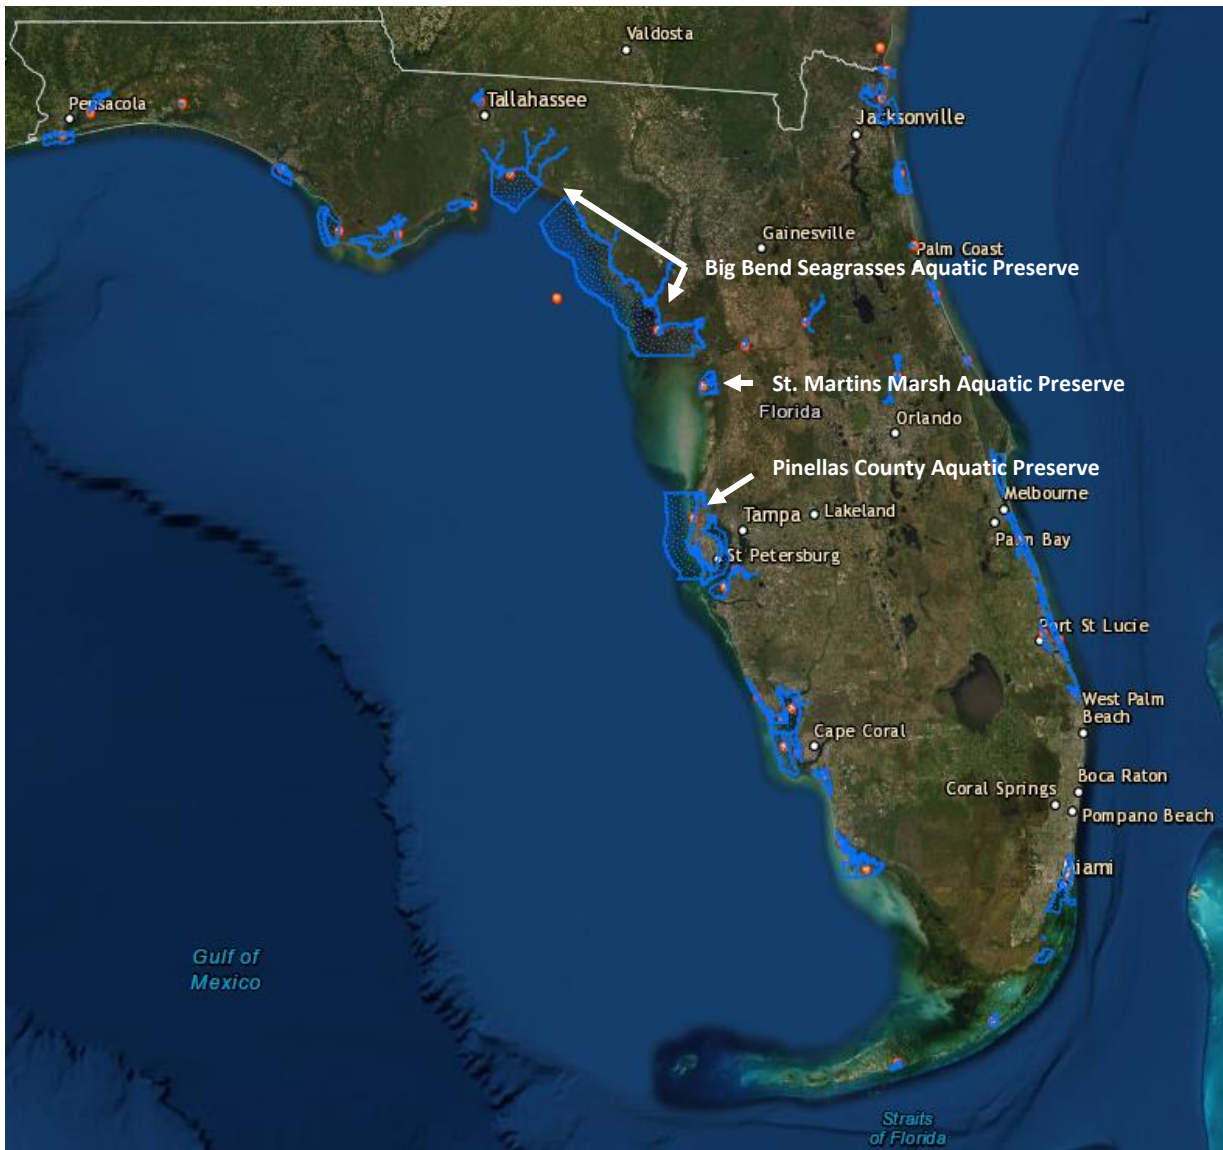 Valdosta
Pensacola
Tallahassee
Jacksonville
Gainesville
Palm Coast
Big Bend Seagrasses Aquatic Preserve
St. Martins Marsh Aquatic Preserve
Florida
Orlando
Pinellas County Aquatic Preserve
Melbourne
Tampa
Lakeland
Palm Bay
St Petersburg
Port St Lucie
West Palm
Beach
Cape Coral
Boca Raton
Coral Springs
Pompano Beach
Miami
Gulf of
Mexico
Straits
of Florida